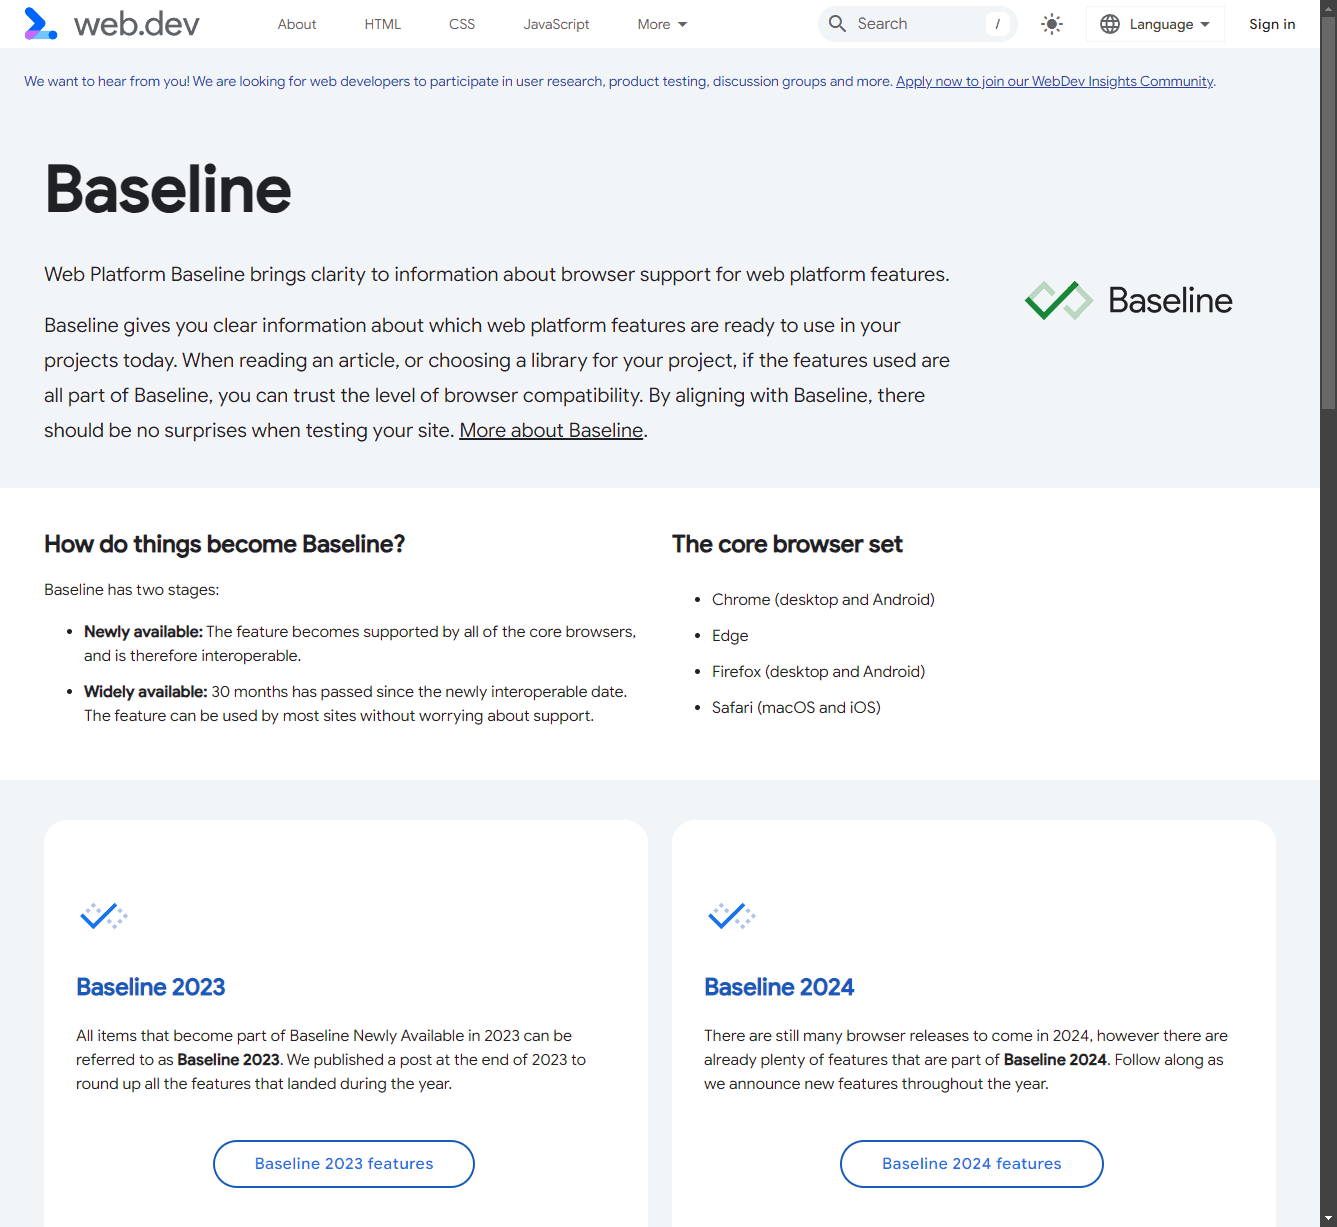 web.dev
About HTML CSS JavaScript More Search / Language Sign in
We want to hear from you! We are looking for web developers to participate in user research, product testing, discussion groups and more. Apply now to join our WebDev Insights Community.
Baseline
Web Platform Baseline brings clarity to information about browser support for web platform features.
Baseline gives you clear information about which web platform features are ready to use in your
projects today. When reading an article, or choosing a library for your project, if the features used are
all part of Baseline, you can trust the level of browser compatibility. By aligning with Baseline, there
should be no surprises when testing your site. More about Baseline.
Baseline
How do things become Baseline?
Baseline has two stages:
• Newly available: The feature becomes supported by all of the core browsers,
and is therefore interoperable.
• Widely available: 30 months has passed since the newly interoperable date.
The feature can be used by most sites without worrying about support.
The core browser set
• Chrome (desktop and Android)
• Edge
• Firefox (desktop and Android)
• Safari (macOS and iOS)
Baseline 2023
All items that become part of Baseline Newly Available in 2023 can be
referred to as Baseline 2023. We published a post at the end of 2023 to
round up all the features that landed during the year.
Baseline 2023 features
Baseline 2024
There are still many browser releases to come in 2024, however there are
already plenty of features that are part of Baseline 2024. Follow along as
we announce new features throughout the year.
Baseline 2024 features